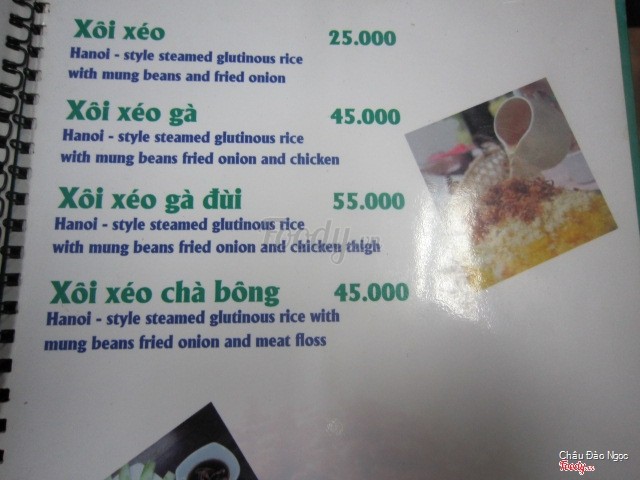 Xôi xéo 25.000
Hanoi - style steamed glutinous rice
with mung beans and fried onion
Xôi xéo gà 45.000
Hanoi - style steamed glutinous rice
with mung beans fried onion and chicken
Xôi xéo gà đùi 55.000
Hanoi - style steamed glutinous rice
with mung beans fried onion and chicken thigh
Foody.vn
Xôi xéo chà bông 45.000
Hanoi - style steamed glutinous rice with
mung beans fried onion and meat floss
Châu Đào Ngọc
Foody.vn